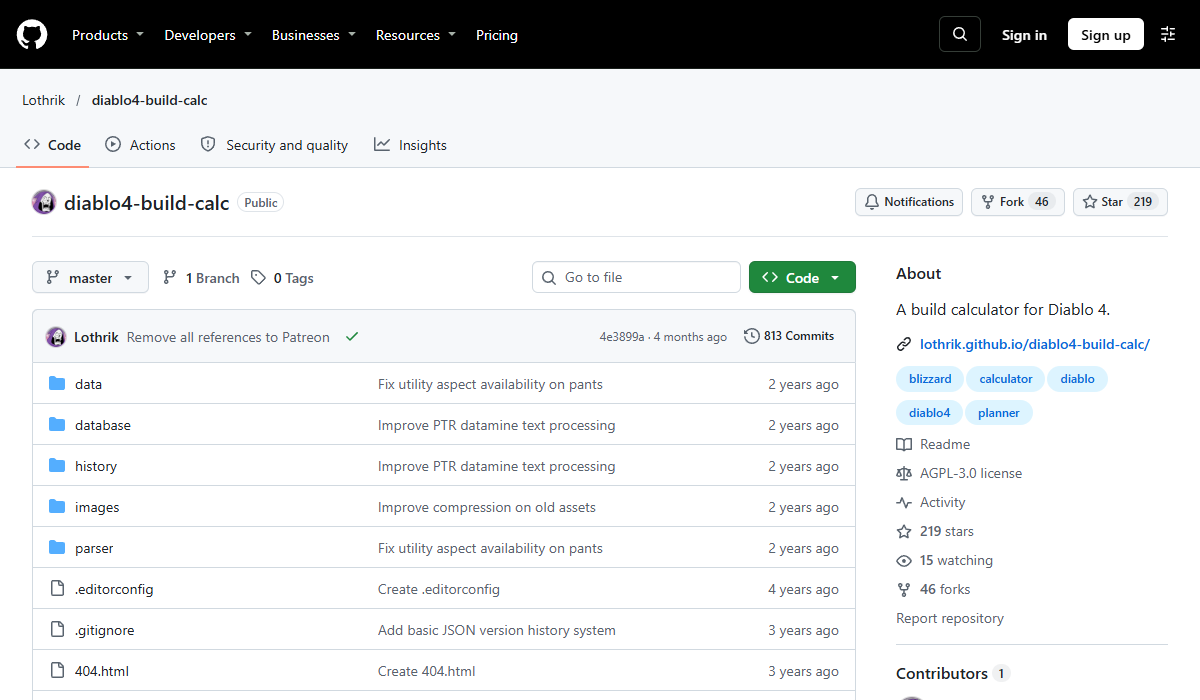 Products Developers Businesses Resources Pricing Sign in Sign up
Lothrik / diablo4-build-calc
Code Actions Security and quality Insights
diablo4-build-calc Public Notifications Fork 46 Star 219
master 1 Branch 0 Tags Go to file Code
Lothrik Remove all references to Patreon 4e3899a · 4 months ago 813 Commits
data Fix utility aspect availability on pants 2 years ago
database Improve PTR datamine text processing 2 years ago
history Improve PTR datamine text processing 2 years ago
images Improve compression on old assets 2 years ago
parser Fix utility aspect availability on pants 2 years ago
.editorconfig Create .editorconfig 4 years ago
.gitignore Add basic JSON version history system 3 years ago
404.html Create 404.html 3 years ago
About
A build calculator for Diablo 4.
lothrik.github.io/diablo4-build-calc/
blizzard calculator diablo
diablo4 planner
Readme
AGPL-3.0 license
Activity
219 stars
15 watching
46 forks
Report repository
Contributors 1